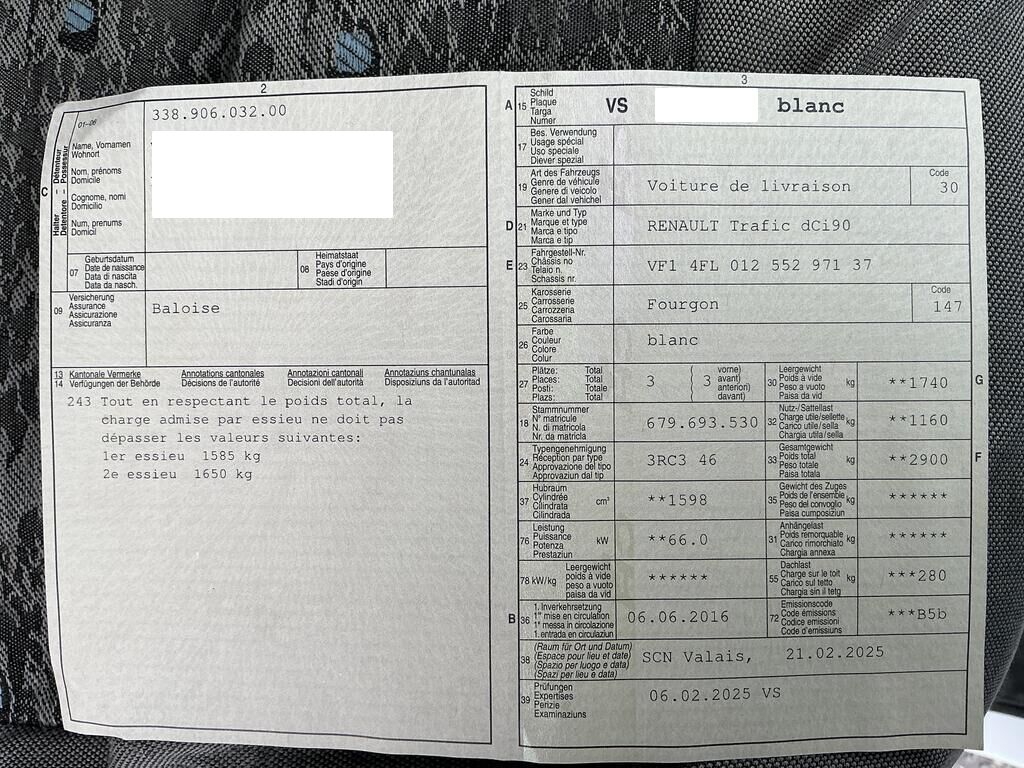 2
338.906.032.00
01-06
C
Halter Détenteur
Detentore Possessur
Name, Vornamen
Wohnort
Nom, prénoms
Domicile
Cognome, nomi
Domicilio
Num, prenums
Domicil
07
Geburtsdatum
Date de naissance
Data di nascita
Data da nasch.
08
Heimatstaat
Pays d'origine
Paese d'origine
Stadi d'origin
09
Versicherung
Assurance
Assicurazione
Assicuranza
Baloise
13 Kantonale Vermerke Annotations cantonales Annotazioni cantonali Annotaziuns chantunalas
14 Verfügungen der Behörde Décisions de l'autorité Decisioni dell'autorità Disposiziuns da l'autoritad
243 Tout en respectant le poids total, la
charge admise par essieu ne doit pas
dépasser les valeurs suivantes:
1er essieu 1585 kg
2e essieu 1650 kg
3
A 15
Schild
Plaque
Targa
Numer
VS blanc
17
Bes. Verwendung
Usage spécial
Uso speciale
Diever spezial
19
Art des Fahrzeugs
Genre de véhicule
Genere di veicolo
Gener dal vehichel
Voiture de livraison
Code
30
D 21
Marke und Typ
Marque et type
Marca e tipo
Marca e tip
RENAULT Trafic dCi90
E 23
Fahrgestell-Nr.
Châssis no
Telaio n.
Schassis nr.
VF1 4FL 012 552 971 37
25
Karosserie
Carrosserie
Carrozzeria
Carossaria
Fourgon
Code
147
26
Farbe
Couleur
Colore
Colur
blanc
27
Plätze: Total
Places: Total
Posti: Totale
Plazs: Total
3 ( 3
vorne)
avant)
anteriori)
davant)
30
Leergewicht
Poids à vide
Peso a vuoto
Paisa da vid
kg
**1740
G
18
Stammnummer
N° matricule
N. di matricola
Nr. da matricla
679.693.530
32
Nutz-/Sattellast
Charge utile/sellette
Carico utile/sella
Chargia utila/sella
kg
**1160
24
Typengenehmigung
Réception par type
Approvazione del tipo
Approvaziun dal tip
3RC3 46
33
Gesamtgewicht
Poids total
Peso totale
Paisa totala
kg
**2900
F
37
Hubraum
Cylindrée
Cilindrata
Cilindrada
cm³
**1598
35
Gewicht des Zuges
Poids de l'ensemble
Peso del convoglio
Paisa cumposiziun
kg
******
76
Leistung
Puissance
Potenza
Prestaziun
kW
**66.0
31
Anhängelast
Poids remorquable
Carico rimorchiato
Chargia annexa
kg
******
78 kW/kg
Leergewicht
poids à vide
peso a vuoto
paisa da vid
******
55
Dachlast
Charge sur le toit
Carico sul tetto
Chargia sin il tetg
kg
***280
B 36
1. Inverkehrsetzung
1re mise en circulation
1a messa in circolazione
1. entrada en circulaziun
06.06.2016
72
Emissionscode
Code émissions
Codice emissioni
Code d'emissiuns
***B5b
38
(Raum für Ort und Datum)
(Espace pour lieu et date)
(Spazio per luogo e data)
(Spazi per lieu e data)
SCN Valais, 21.02.2025
39
Prüfungen
Expertises
Perizie
Examinaziuns
06.02.2025 VS